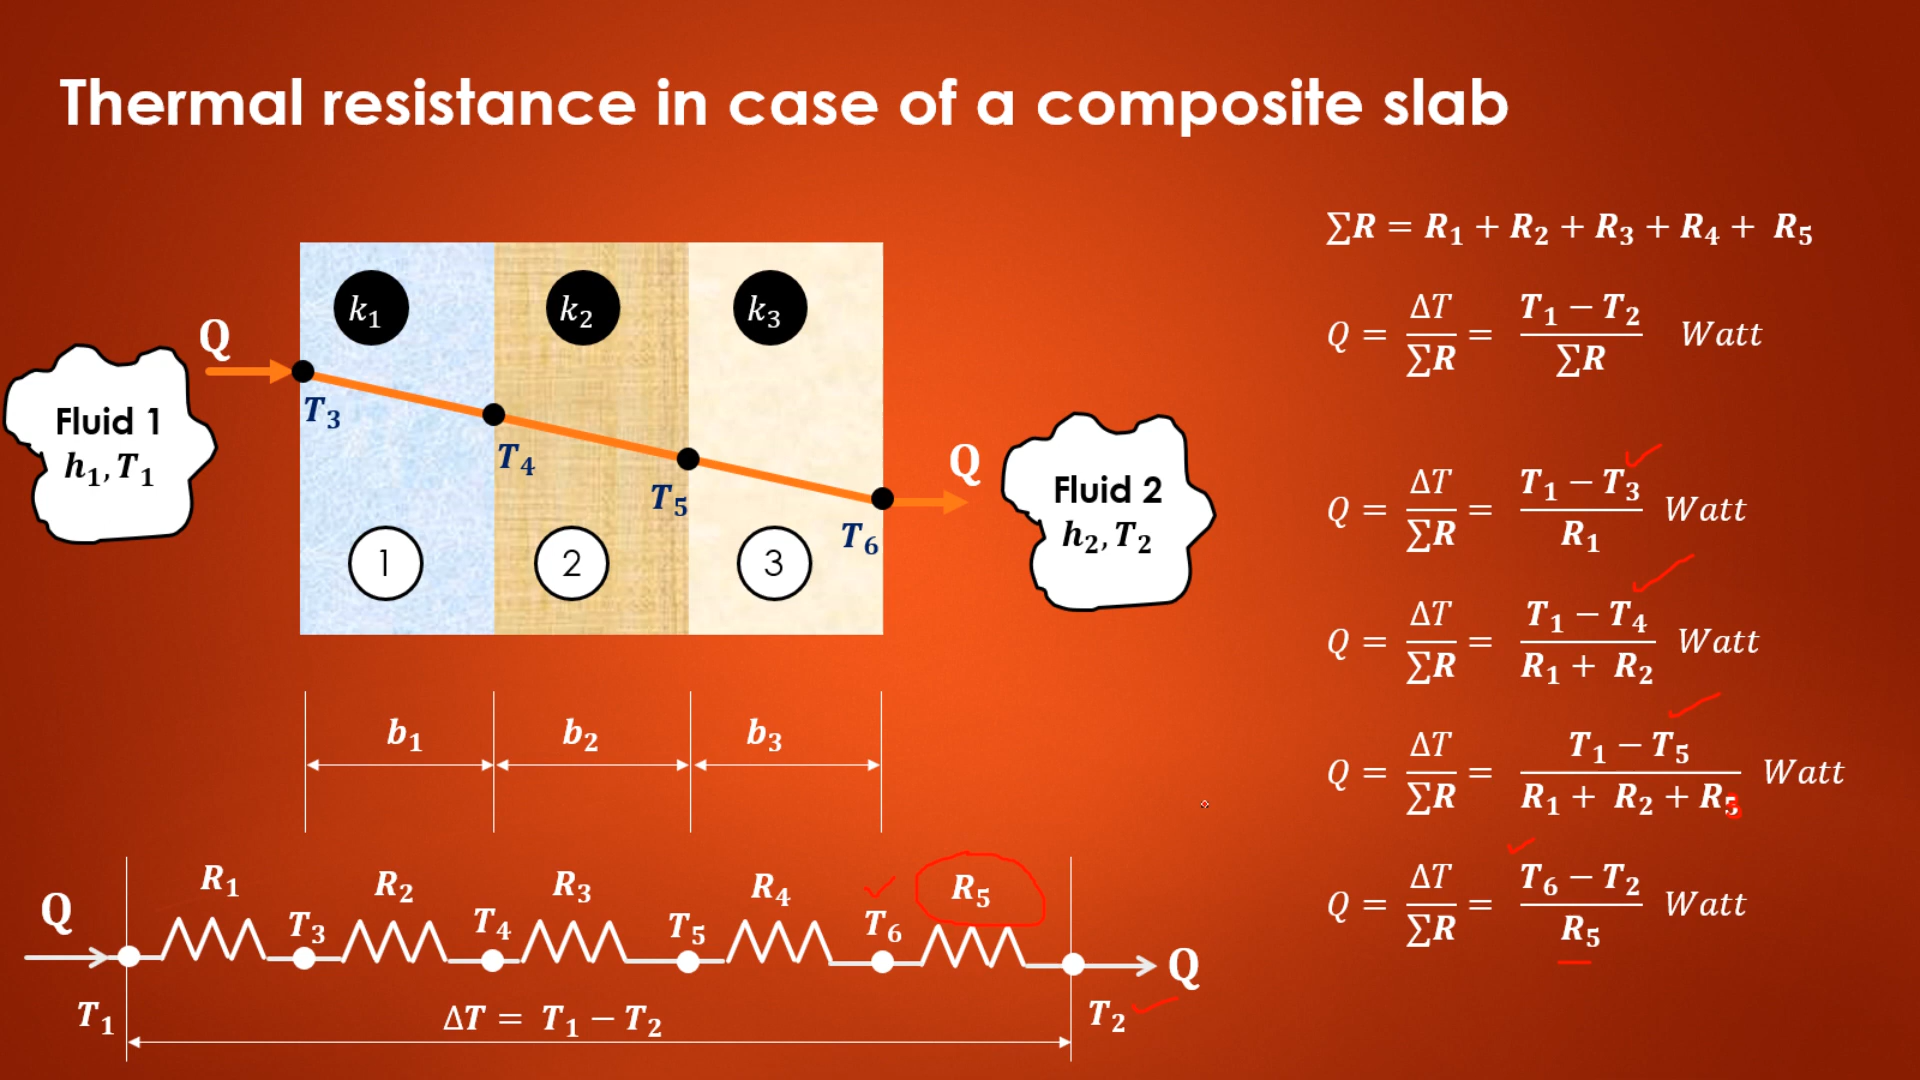 Thermal resistance in case of a composite slab
k₁ k₂ k₃
Q
T₃
T₄
T₅
T₆
Fluid 1
h₁, T₁
Q
Fluid 2
h₂, T₂
1 2 3
b₁ b₂ b₃
Q R₁ T₃ R₂ T₄ R₃ T₅ R₄ T₆ R₅ Q
T₁ ΔT = T₁ − T₂ T₂
∑R = R₁ + R₂ + R₃ + R₄ + R₅
Q = ΔT/∑R = (T₁ − T₂)/∑R Watt
Q = ΔT/∑R = (T₁ − T₃)/R₁ Watt
Q = ΔT/∑R = (T₁ − T₄)/(R₁ + R₂) Watt
Q = ΔT/∑R = (T₁ − T₅)/(R₁ + R₂ + R₅) Watt
Q = ΔT/∑R = (T₆ − T₂)/R₅ Watt